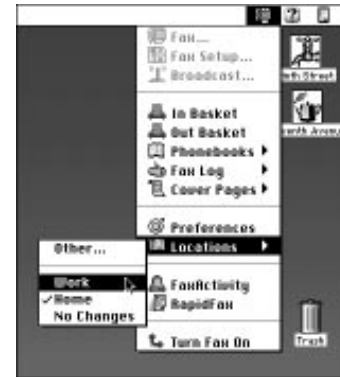 Fax...
Fax Setup...
Broadcast...
In Basket
Out Basket
Phonebooks
Fax Log
Cover Pages
Preferences
Locations
Other...
Work
Home
No Changes
FaxActivity
RapidFax
Turn Fax On
Street
Trash